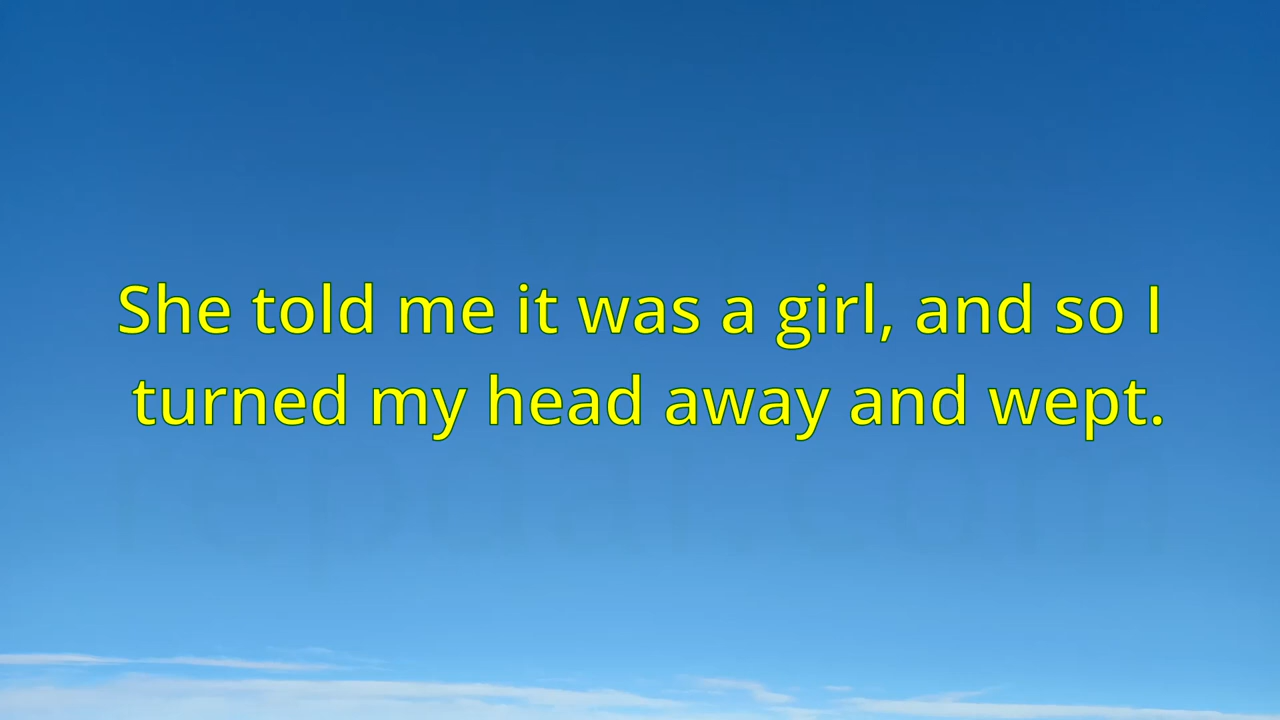 She told me it was a girl, and so I
turned my head away and wept.